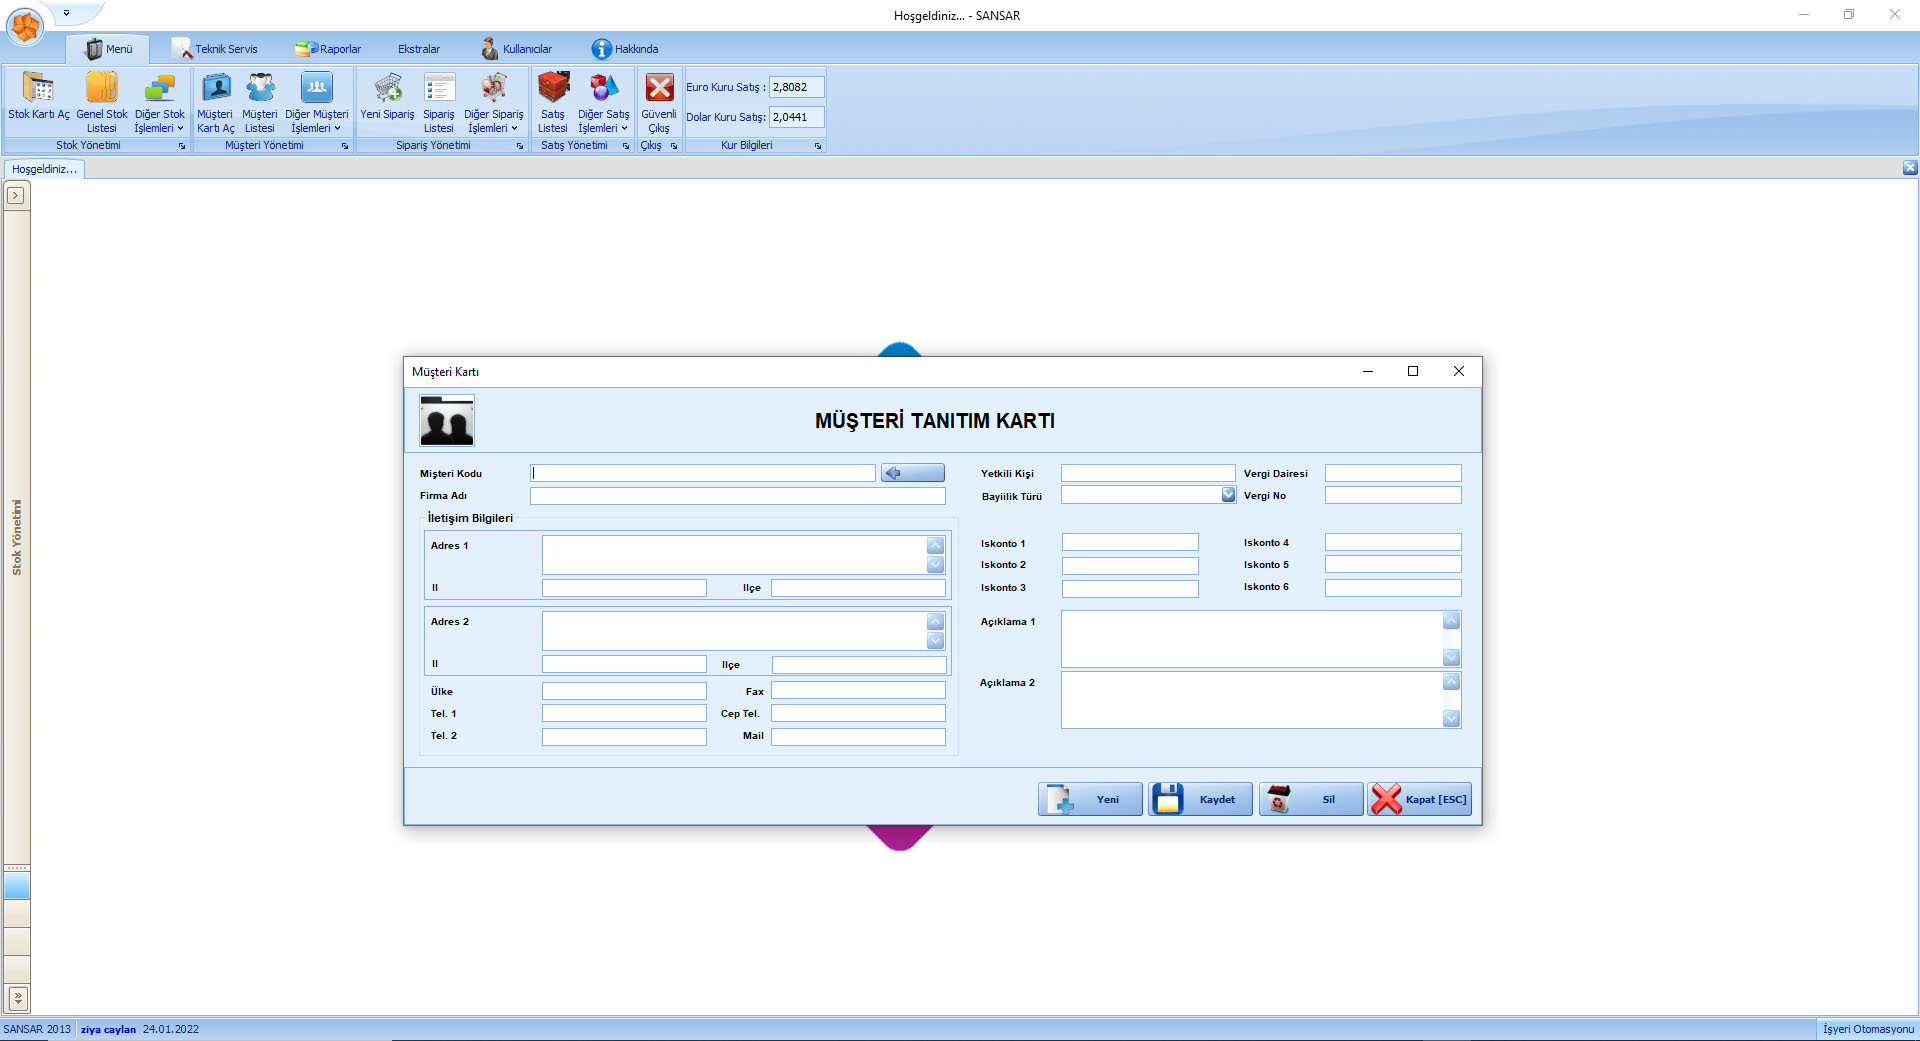 Hoşgeldiniz... - SANSAR
Menü Teknik Servis Raporlar Ekstralar Kullanıcılar Hakkında
Stok Kartı Aç
Genel Stok Listesi
Diğer Stok İşlemleri
Stok Yönetimi
Müşteri Kartı Aç
Müşteri Listesi
Diğer Müşteri İşlemleri
Müşteri Yönetimi
Yeni Sipariş
Sipariş Listesi
Diğer Sipariş İşlemleri
Sipariş Yönetimi
Satış Listesi
Diğer Satış İşlemleri
Satış Yönetimi
Güvenli Çıkış
Çıkış
Euro Kuru Satış : 2,8082
Dolar Kuru Satış: 2,0441
Kur Bilgileri
Hoşgeldiniz...
Stok Yönetimi
Müşteri Kartı
MÜŞTERİ TANITIM KARTI
Mişteri Kodu
Firma Adı
İletişim Bilgileri
Adres 1
Il Ilçe
Adres 2
Il Ilçe
Ülke Fax
Tel. 1 Cep Tel.
Tel. 2 Mail
Yetkili Kişi Vergi Dairesi
Bayiilik Türü Vergi No
Iskonto 1 Iskonto 4
Iskonto 2 Iskonto 5
Iskonto 3 Iskonto 6
Açıklama 1
Açıklama 2
Yeni Kaydet Sil Kapat [ESC]
SANSAR 2013 ziya caylan 24.01.2022 İşyeri Otomasyonu